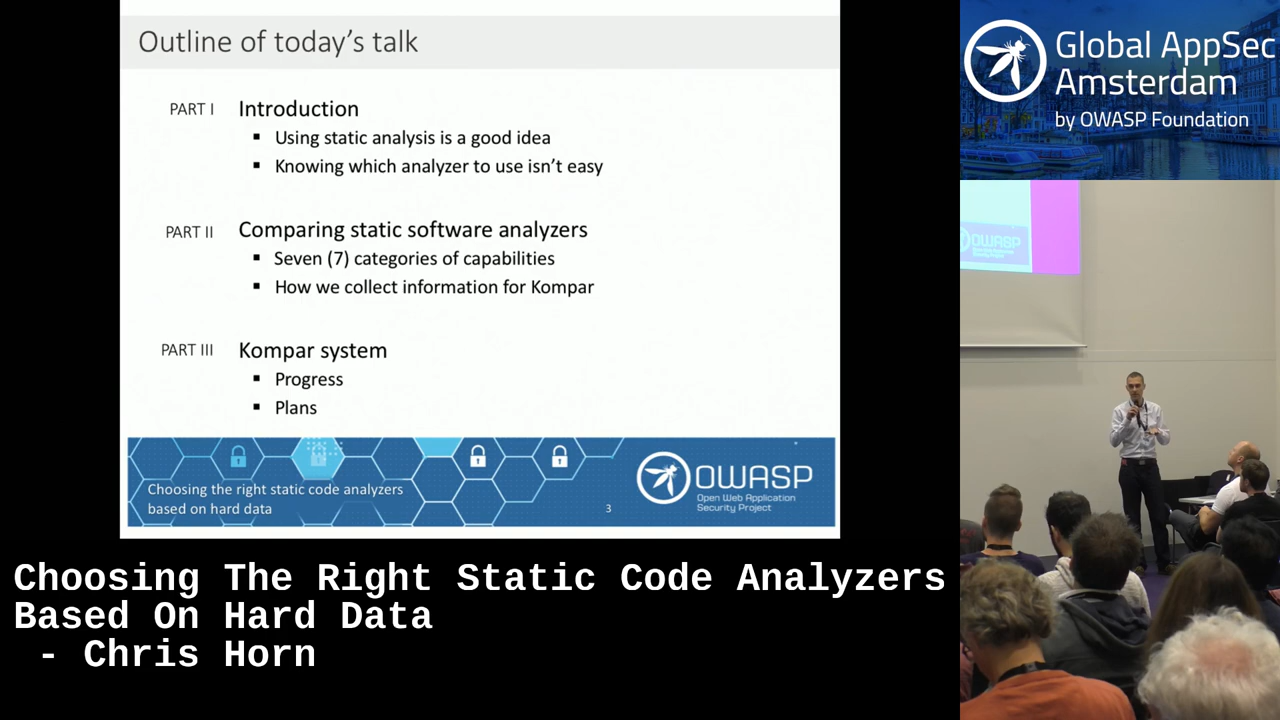 Outline of today's talk
PART I
Introduction
▪ Using static analysis is a good idea
▪ Knowing which analyzer to use isn't easy
PART II
Comparing static software analyzers
▪ Seven (7) categories of capabilities
▪ How we collect information for Kompar
PART III
Kompar system
▪ Progress
▪ Plans
Choosing the right static code analyzers
based on hard data
3
OWASP
Open Web Application
Security Project
Choosing The Right Static Code Analyzers
Based On Hard Data
- Chris Horn
Global AppSec
Amsterdam
by OWASP Foundation
OWASP